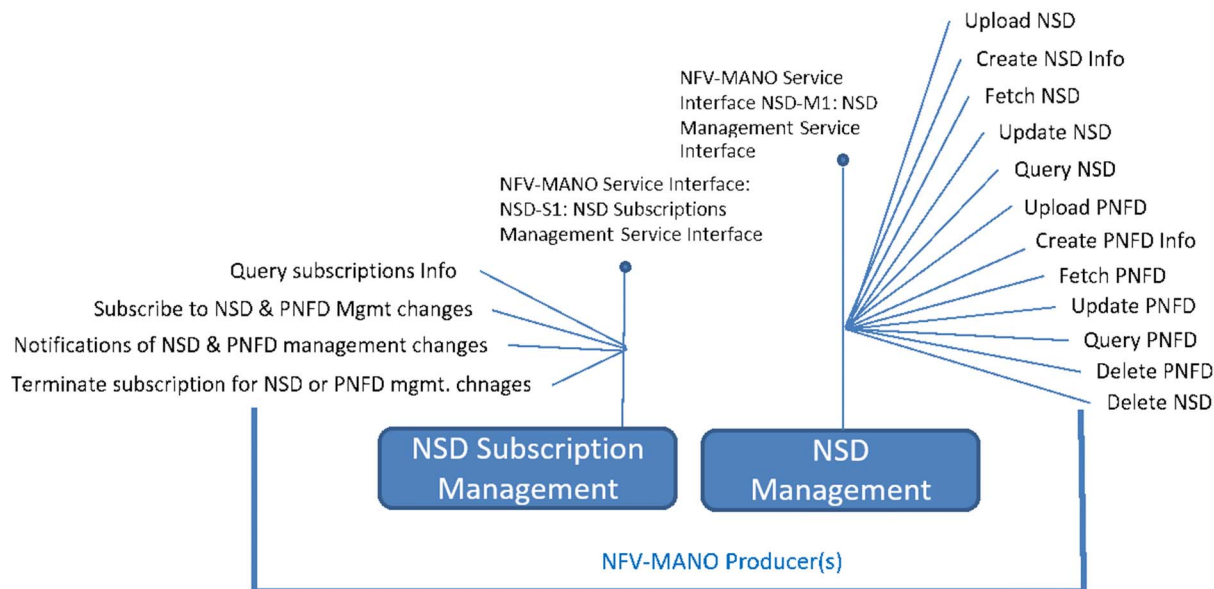 Upload NSD
Create NSD Info
Fetch NSD
Update NSD
Query NSD
Upload PNFD
Create PNFD Info
Fetch PNFD
Update PNFD
Query PNFD
Delete PNFD
Delete NSD
NFV-MANO Service
Interface NSD-M1: NSD
Management Service
Interface
NFV-MANO Service Interface:
NSD-S1: NSD Subscriptions
Management Service Interface
Query subscriptions Info
Subscribe to NSD & PNFD Mgmt changes
Notifications of NSD & PNFD management changes
Terminate subscription for NSD or PNFD mgmt. chnages
NSD Subscription
Management
NSD
Management
NFV-MANO Producer(s)